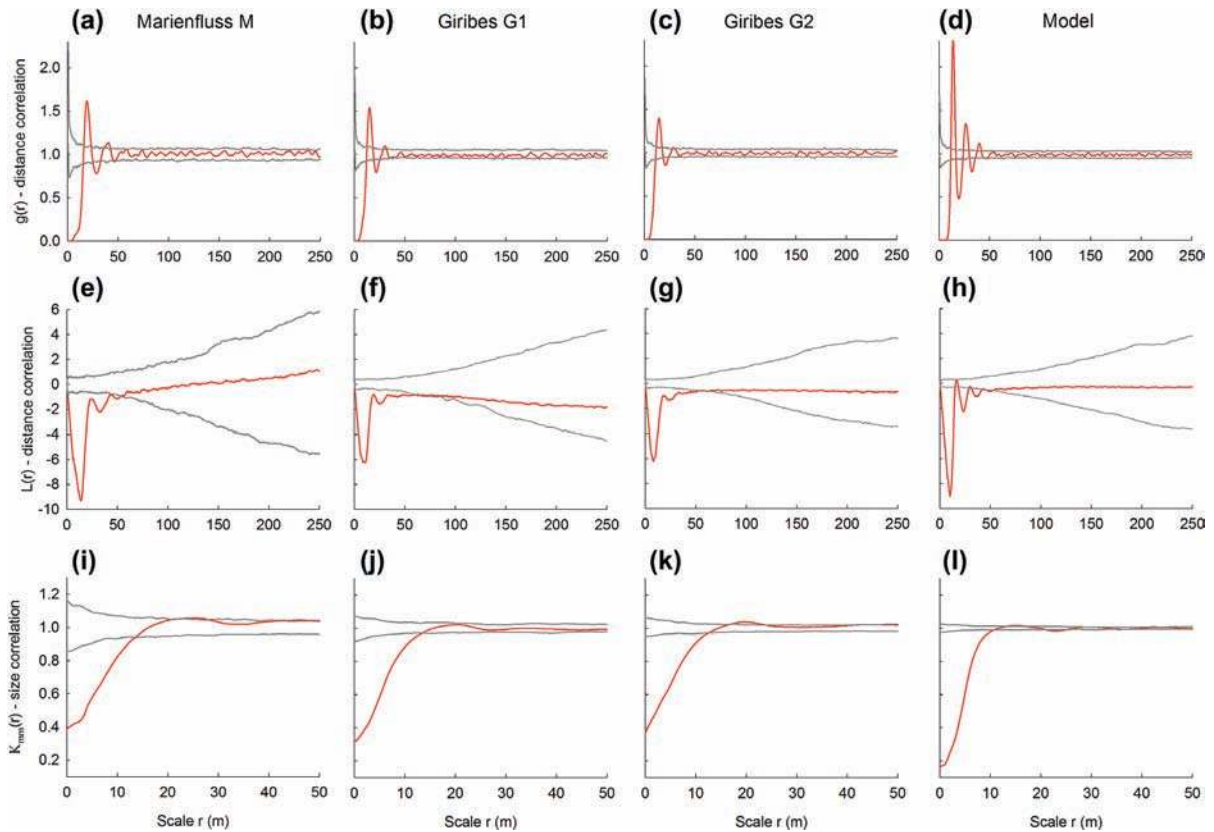 (a) Marienfluss M (b) Giribes G1 (c) Giribes G2 (d) Model
g(r) - distance correlation
2.0
1.5
1.0
0.5
0.0
0 50 100 150 200 250 0 50 100 150 200 250 0 50 100 150 200 250 0 50 100 150 200 250
(e) (f) (g) (h)
L(r) - distance correlation
6
4
2
0
-2
-4
-6
-8
-10
0 50 100 150 200 250 0 50 100 150 200 250 0 50 100 150 200 250 0 50 100 150 200 250
(i) (j) (k) (l)
Kmm(r) - size correlation
1.2
1.0
0.8
0.6
0.4
0.2
0 10 20 30 40 50 0 10 20 30 40 50 0 10 20 30 40 50 0 10 20 30 40 50
Scale r (m) Scale r (m) Scale r (m) Scale r (m)